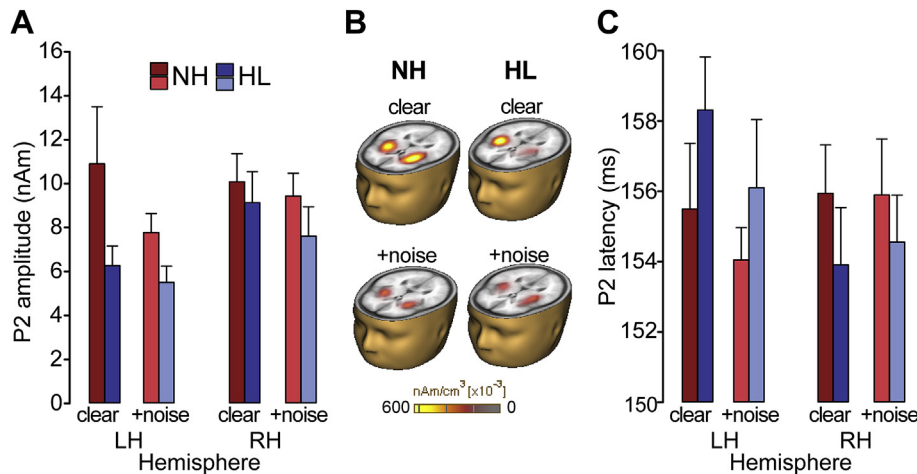 A
P2 amplitude (nAm)
16
14
12
10
8
6
4
2
0
NH
HL
clear
+noise
clear
+noise
LH
RH
Hemisphere
B
NH
HL
clear
clear
+noise
+noise
nAm/cm³ [x10⁻³]
600
0
C
P2 latency (ms)
160
158
156
154
152
150
clear
+noise
clear
+noise
LH
RH
Hemisphere